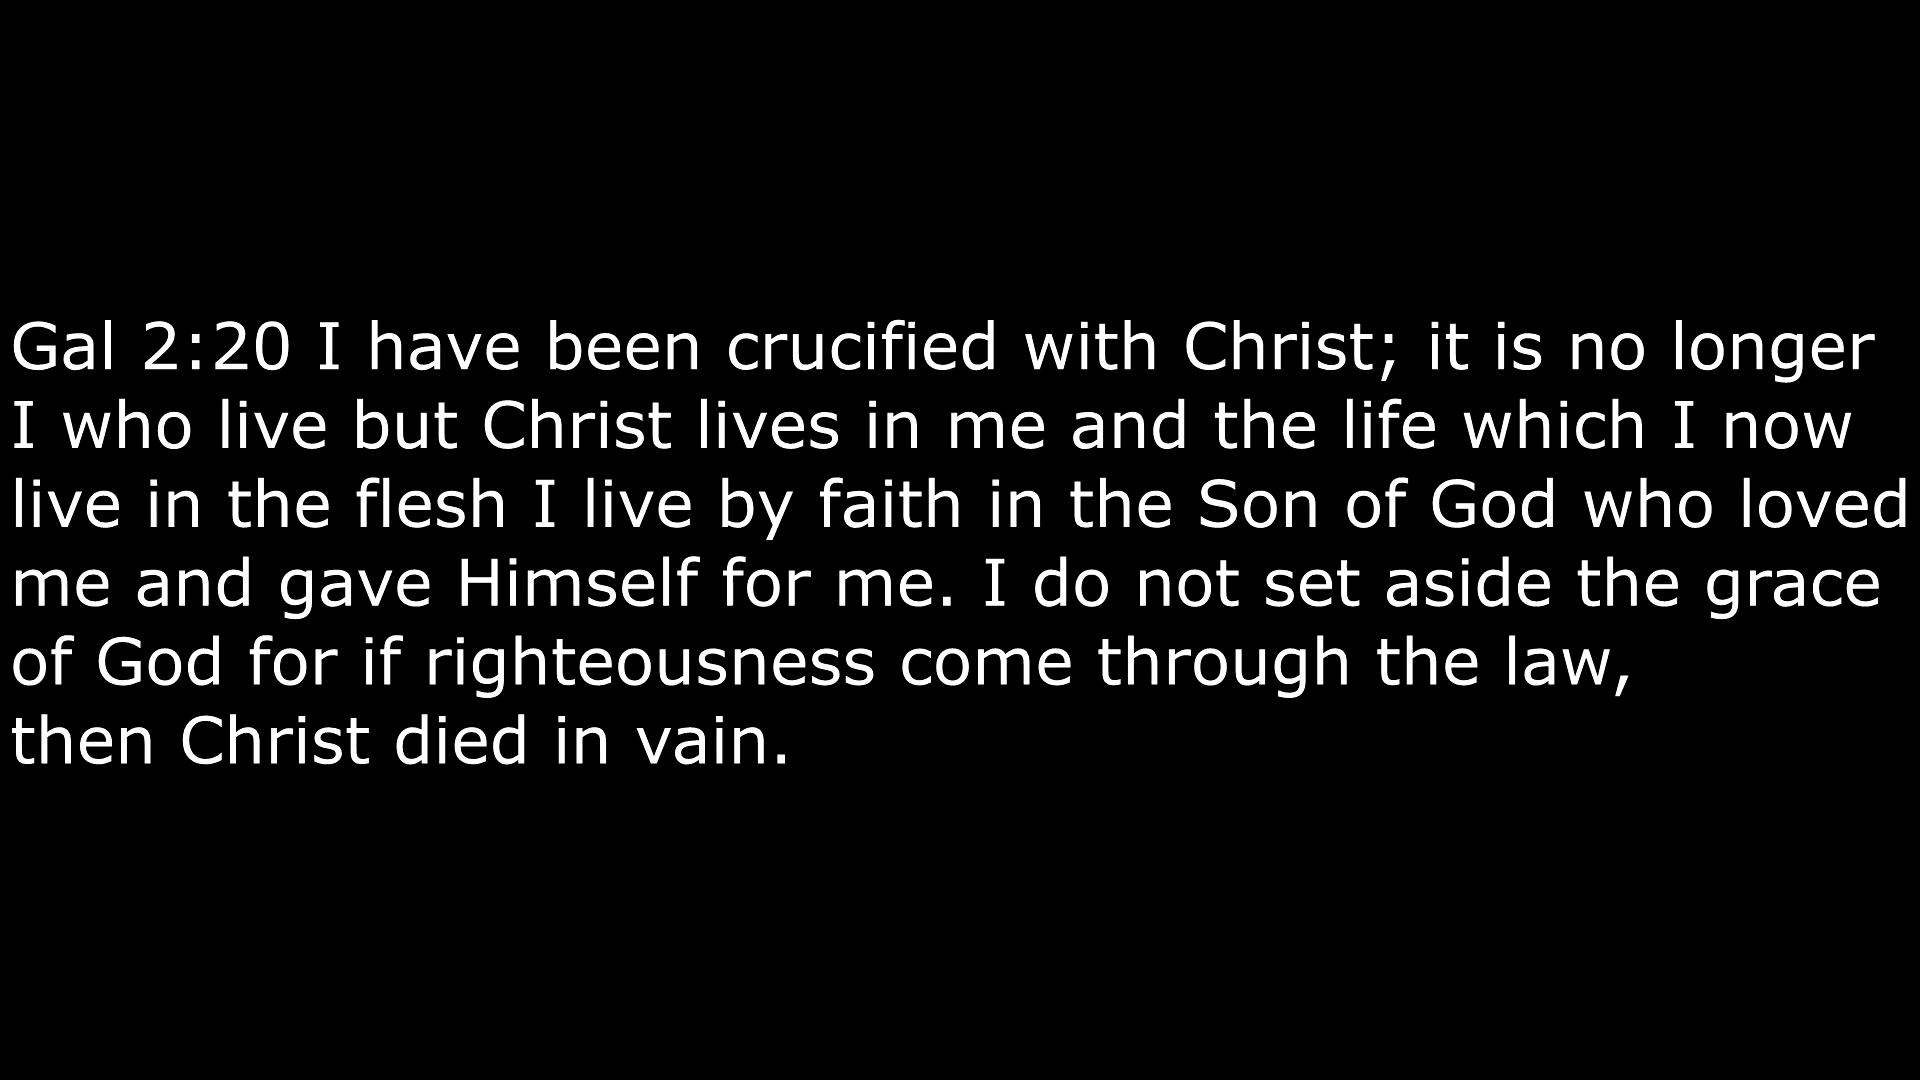 Gal 2:20 I have been crucified with Christ; it is no longer
I who live but Christ lives in me and the life which I now
live in the flesh I live by faith in the Son of God who loved
me and gave Himself for me. I do not set aside the grace
of God for if righteousness come through the law,
then Christ died in vain.